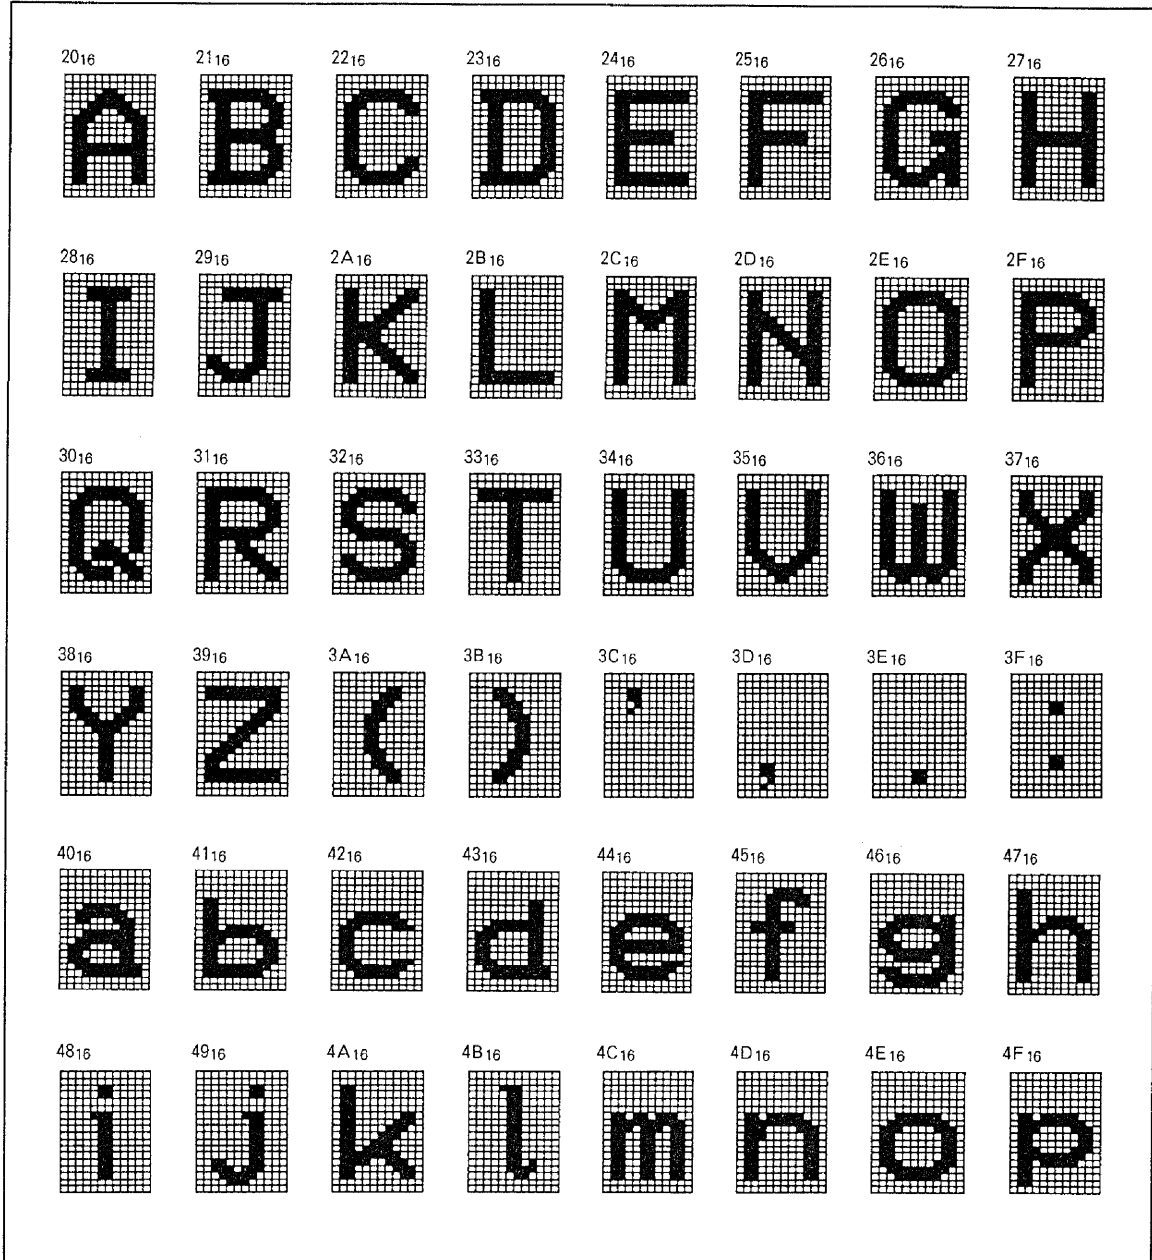 20₁₆ 21₁₆ 22₁₆ 23₁₆ 24₁₆ 25₁₆ 26₁₆ 27₁₆
A B C D E F G H
28₁₆ 29₁₆ 2A₁₆ 2B₁₆ 2C₁₆ 2D₁₆ 2E₁₆ 2F₁₆
I J K L M N O P
30₁₆ 31₁₆ 32₁₆ 33₁₆ 34₁₆ 35₁₆ 36₁₆ 37₁₆
Q R S T U V W X
38₁₆ 39₁₆ 3A₁₆ 3B₁₆ 3C₁₆ 3D₁₆ 3E₁₆ 3F₁₆
Y Z ( ) ' , . :
40₁₆ 41₁₆ 42₁₆ 43₁₆ 44₁₆ 45₁₆ 46₁₆ 47₁₆
a b c d e f g h
48₁₆ 49₁₆ 4A₁₆ 4B₁₆ 4C₁₆ 4D₁₆ 4E₁₆ 4F₁₆
i j k l m n o p